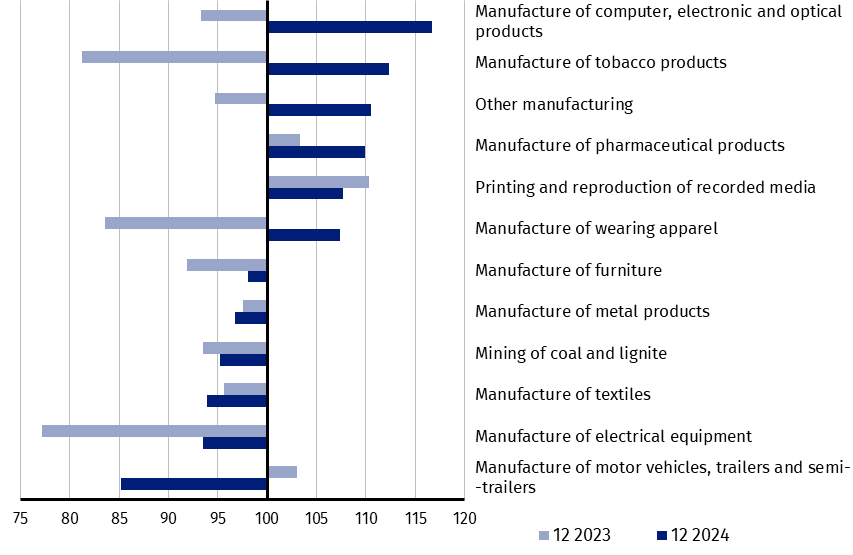 Manufacture of computer, electronic and optical
products
Manufacture of tobacco products
Other manufacturing
Manufacture of pharmaceutical products
Printing and reproduction of recorded media
Manufacture of wearing apparel
Manufacture of furniture
Manufacture of metal products
Mining of coal and lignite
Manufacture of textiles
Manufacture of electrical equipment
Manufacture of motor vehicles, trailers and semi-
-trailers
75 80 85 90 95 100 105 110 115 120
12 2023 12 2024